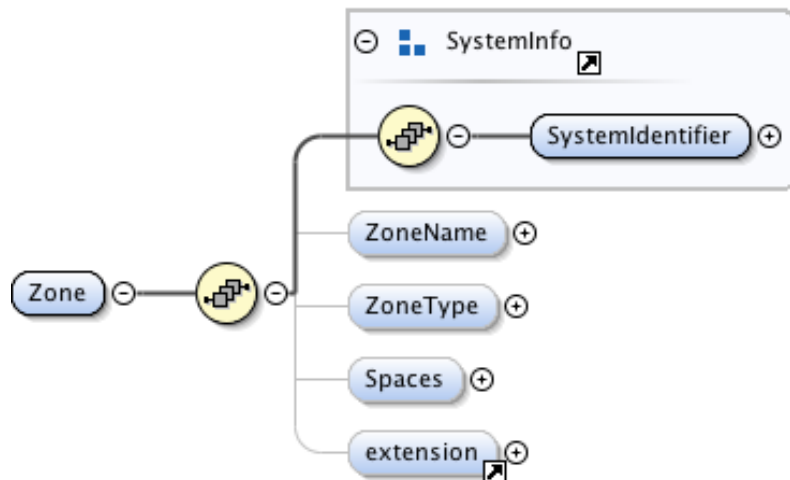 SystemInfo
SystemIdentifier
ZoneName
Zone
ZoneType
Spaces
extension